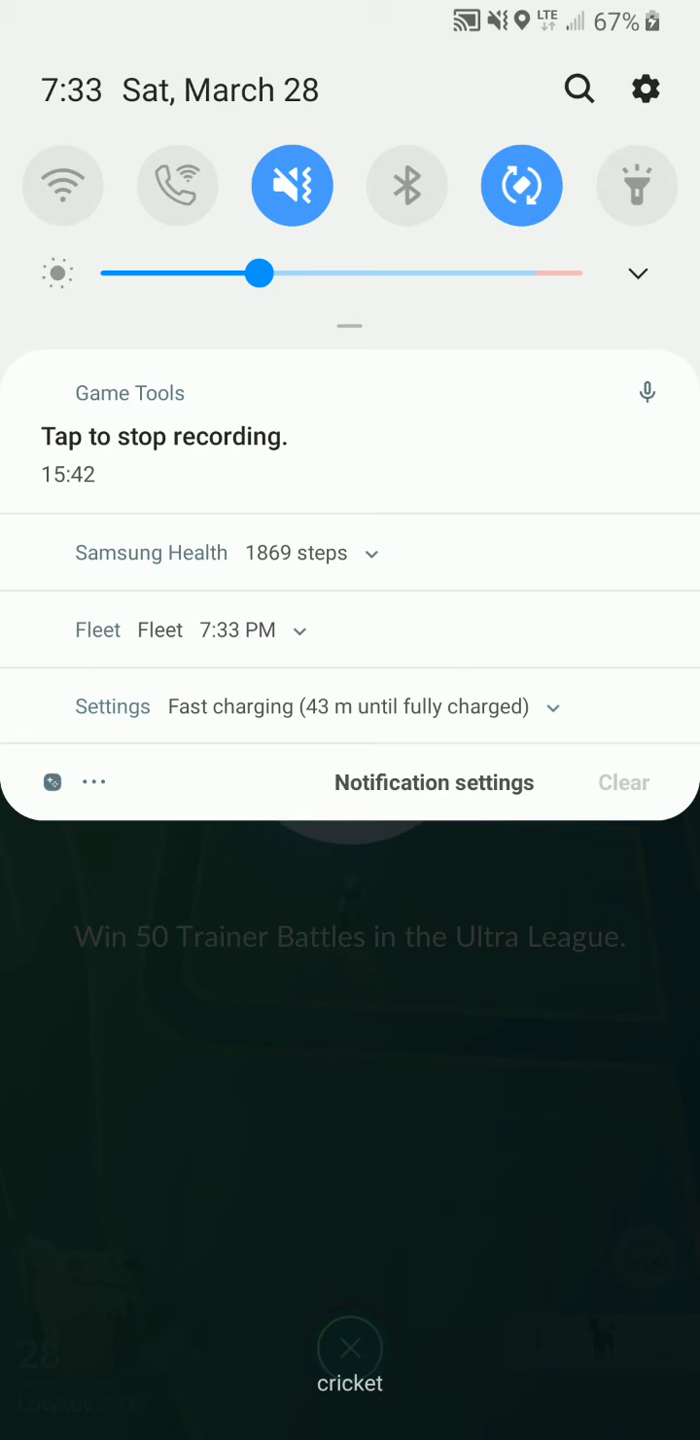 LTE 67%
7:33 Sat, March 28
Game Tools
Tap to stop recording.
15:42
Samsung Health 1869 steps
Fleet Fleet 7:33 PM
Settings Fast charging (43 m until fully charged)
Notification settings Clear
Win 50 Trainer Battles in the Ultra League.
28
cricket